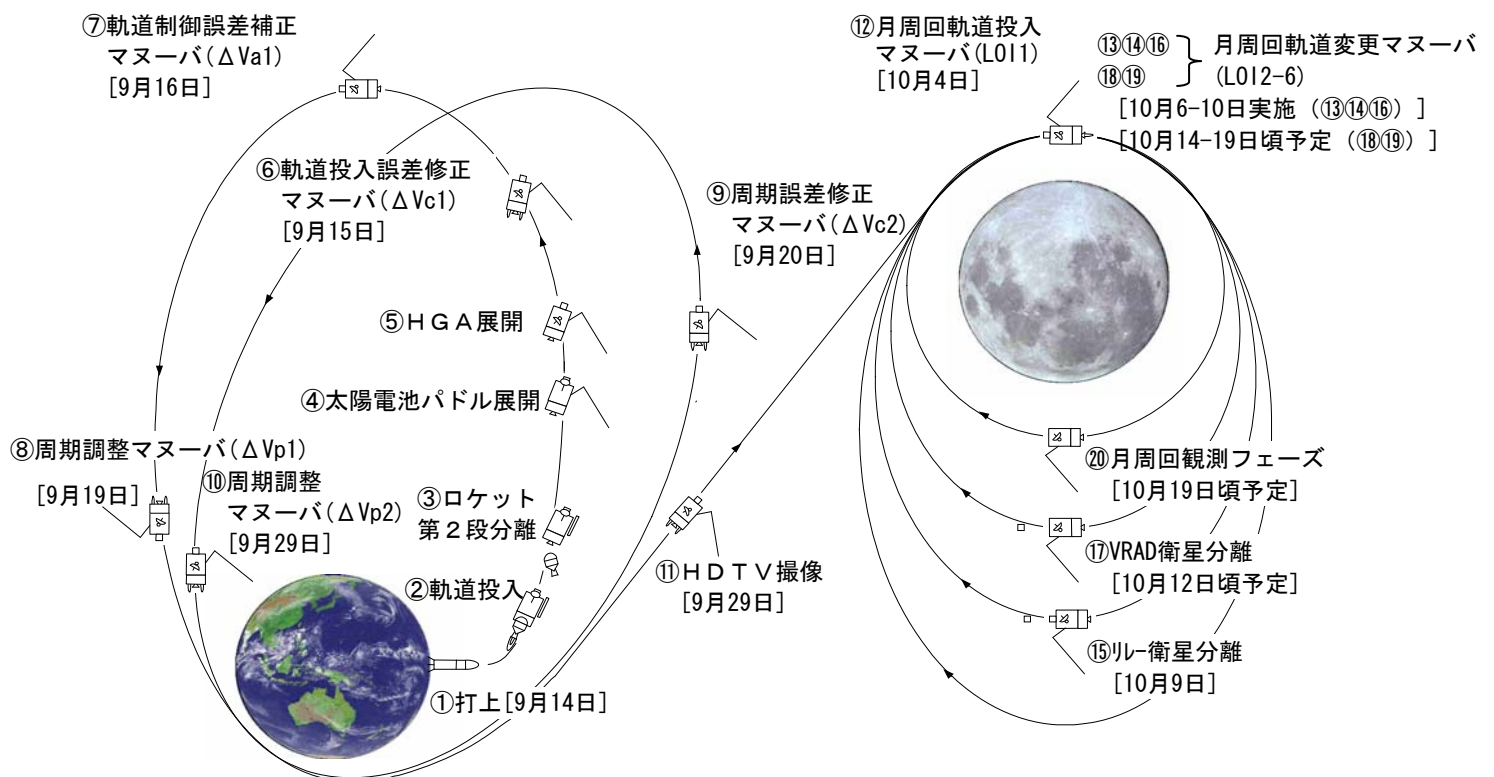 ⑦軌道制御誤差補正
マヌーバ(ΔVa1)
[9月16日]
⑥軌道投入誤差修正
マヌーバ(ΔVc1)
[9月15日]
⑤HGA展開
④太陽電池パドル展開
⑧周期調整マヌーバ(ΔVp1)
[9月19日]
⑩周期調整
マヌーバ(ΔVp2)
[9月29日]
③ロケット
第2段分離
②軌道投入
①打上[9月14日]
⑨周期誤差修正
マヌーバ(ΔVc2)
[9月20日]
⑪HDTV撮像
[9月29日]
⑫月周回軌道投入
マヌーバ(LOI1)
[10月4日]
⑬⑭⑯
⑱⑲
月周回軌道変更マヌーバ
(LOI2-6)
[10月6-10日実施(⑬⑭⑯)]
[10月14-19日頃予定(⑱⑲)]
⑳月周回観測フェーズ
[10月19日頃予定]
⑰VRAD衛星分離
[10月12日頃予定]
⑮リレー衛星分離
[10月9日]